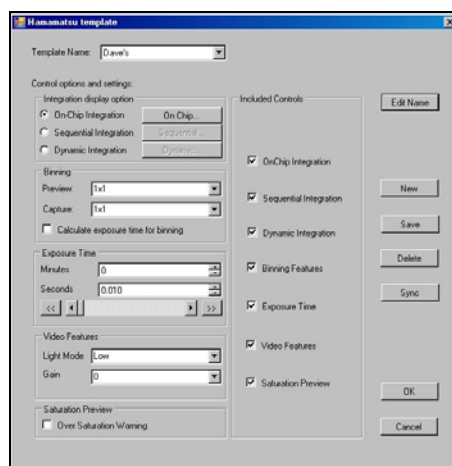 Hamamatsu template
Template Name: Dave's
Control options and settings:
Integration display option
On-Chip Integration On Chip...
Sequential Integration Sequential...
Dynamic Integration Dynamic...
Binning
Preview: 1x1
Capture: 1x1
Calculate exposure time for binning
Exposure Time
Minutes 0
Seconds 0.010
<< >>
Video Features
Light Mode Low
Gain 0
Saturation Preview
Over Saturation Warning
Included Controls
OnChip Integration
Sequential Integration
Dynamic Integration
Binning Features
Exposure Time
Video Features
Saturation Preview
Edit Name
New
Save
Delete
Sync
OK
Cancel